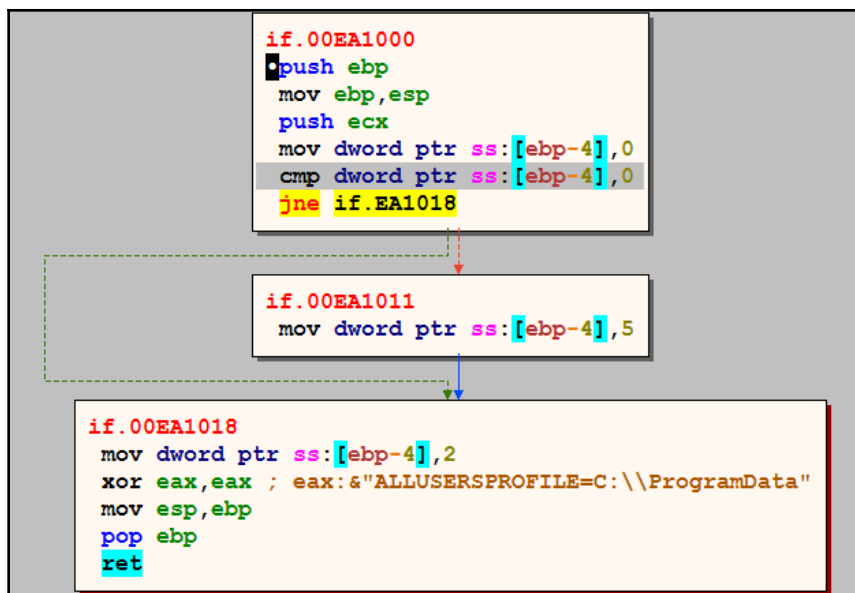 if.00EA1000
push ebp
mov ebp,esp
push ecx
mov dword ptr ss:[ebp-4],0
cmp dword ptr ss:[ebp-4],0
jne if.EA1018
if.00EA1011
mov dword ptr ss:[ebp-4],5
if.00EA1018
mov dword ptr ss:[ebp-4],2
xor eax,eax ; eax:&"ALLUSERSPROFILE=C:\\ProgramData"
mov esp,ebp
pop ebp
ret